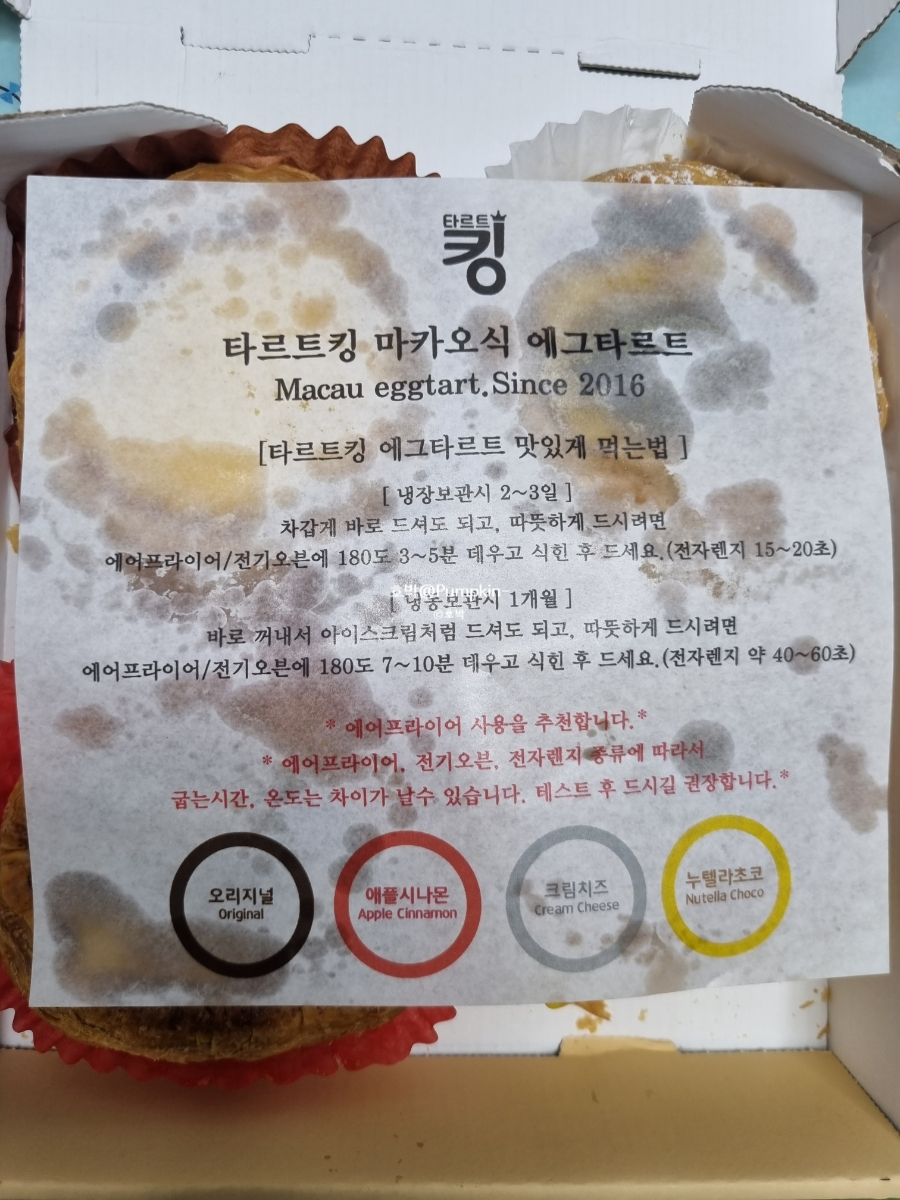 타르트
킹
타르트킹 마카오식 에그타르트
Macau eggtart.Since 2016
[타르트킹 에그타르트 맛있게 먹는법 ]
[ 냉장보관시 2~3일 ]
차갑게 바로 드셔도 되고, 따뜻하게 드시려면
에어프라이어/전기오븐에 180도 3~5분 데우고 식힌 후 드세요.(전자렌지 15~20초)
@Pumpkin
[ 냉동보관시 1개월 ]
바로 꺼내서 아이스크림처럼 드셔도 되고, 따뜻하게 드시려면
에어프라이어/전기오븐에 180도 7~10분 데우고 식힌 후 드세요.(전자렌지 약 40~60초)
* 에어프라이어 사용을 추천합니다.*
* 에어프라이어, 전기오븐, 전자렌지 종류에 따라서
굽는시간, 온도는 차이가 날수 있습니다. 테스트 후 드시길 권장합니다.*
오리지널
Original
애플시나몬
Apple Cinnamon
크림치즈
Cream Cheese
누텔라초코
Nutella Choco